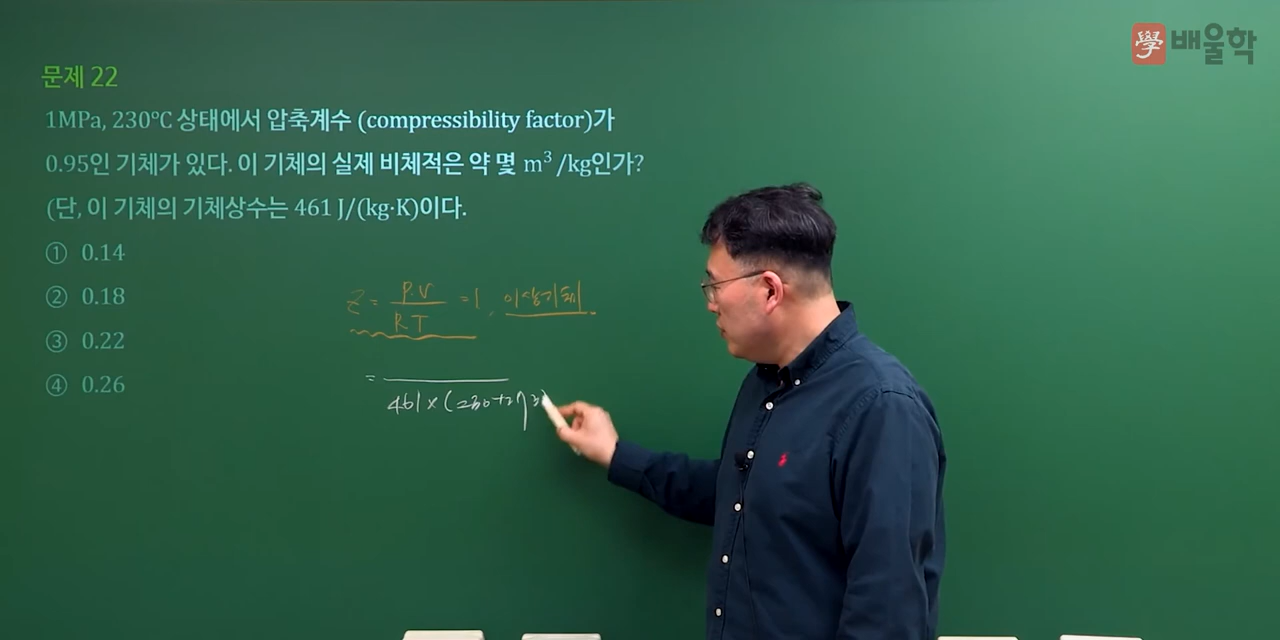 學 배울학
문제 22
1MPa, 230℃ 상태에서 압축계수 (compressibility factor)가
0.95인 기체가 있다. 이 기체의 실제 비체적은 약 몇 m³/kg인가?
(단, 이 기체의 기체상수는 461 J/(kg·K)이다.
① 0.14
② 0.18
③ 0.22
④ 0.26
Z = P.V / RT = 1, 이상기체
= 461 × (230+273)